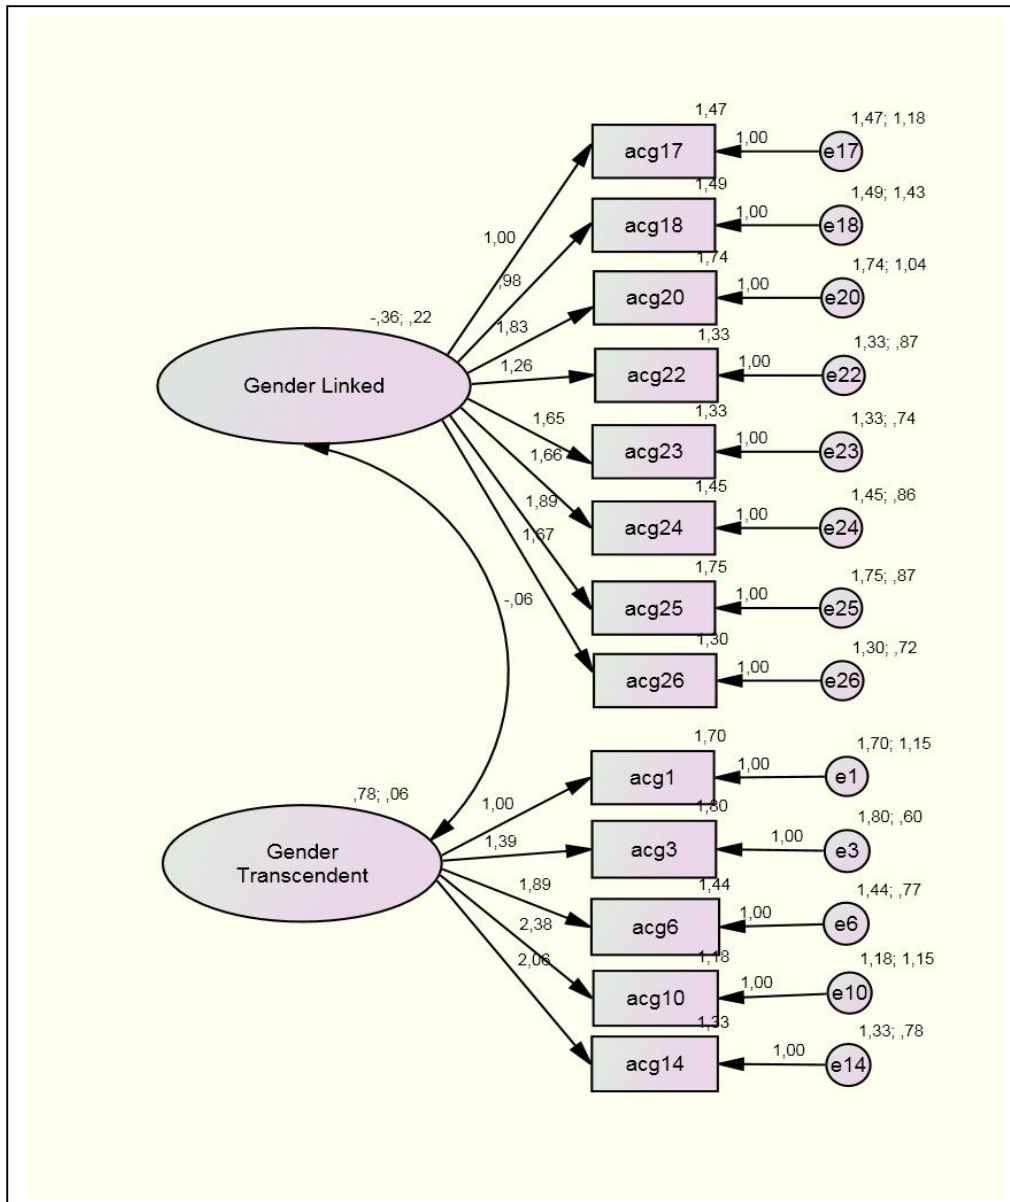 1,47
1,47; 1,18
acg17
1,00
e17
1,49
1,49; 1,43
acg18
1,00
e18
1,00
,98
1,74
1,74; 1,04
acg20
1,00
e20
-,36; ,22
1,83
1,33
1,33; ,87
Gender Linked
1,26
acg22
1,00
e22
1,33
1,33; ,74
1,65
acg23
1,00
e23
1,66
1,45
1,45; ,86
1,89
acg24
1,00
e24
1,67
1,75
1,75; ,87
acg25
1,00
e25
-,06
1,30
1,30; ,72
acg26
1,00
e26
1,70
1,70; 1,15
acg1
1,00
e1
,78; ,06
1,00
1,80
1,80; ,60
1,39
acg3
1,00
e3
Gender
Transcendent
1,89
1,44
1,44; ,77
2,38
acg6
1,00
e6
2,06
1,18
1,18; 1,15
acg10
1,00
e10
1,33
1,33; ,78
acg14
1,00
e14